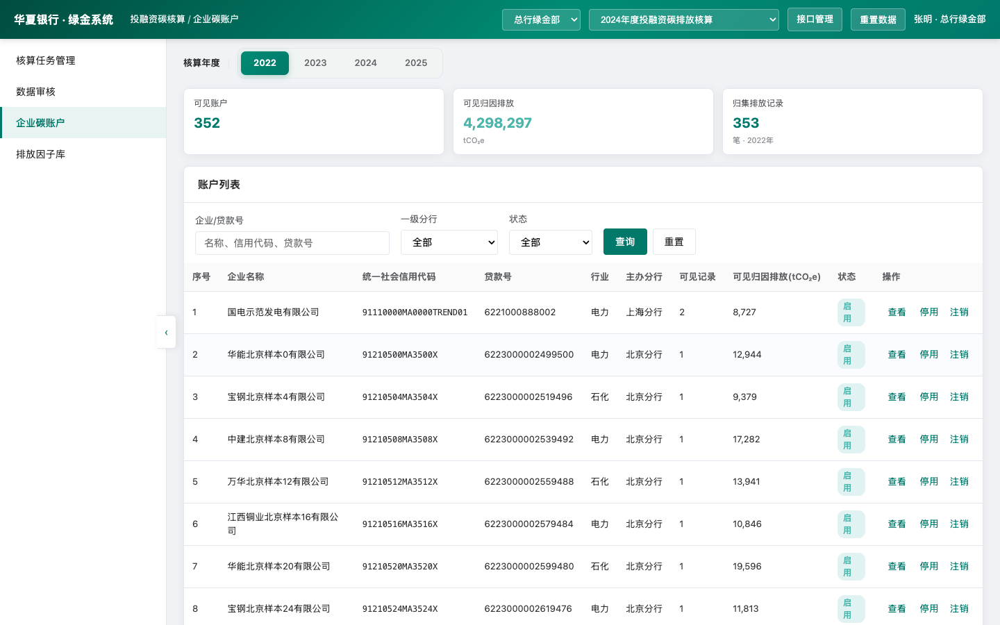 华夏银行 · 绿金系统
投融资碳核算 / 企业碳账户
总行绿金部
2024年度投融资碳排放核算
接口管理
重置数据
张明 · 总行绿金部
核算任务管理
数据审核
企业碳账户
排放因子库
‹
核算年度
2022
2023
2024
2025
可见账户
352
可见归因排放
4,298,297
tCO₂e
归集排放记录
353
笔 · 2022年
账户列表
企业/贷款号
名称、信用代码、贷款号
一级分行
全部
状态
全部
查询
重置
序号 企业名称 统一社会信用代码 贷款号 行业 主办分行 可见记录 可见归因排放(tCO₂e) 状态 操作
1 国电示范发电有限公司 91110000MA0000TREND01 6221000888002 电力 上海分行 2 8,727 启用 查看 停用 注销
2 华能北京样本0有限公司 91210500MA3500X 6223000002499500 电力 北京分行 1 12,944 启用 查看 停用 注销
3 宝钢北京样本4有限公司 91210504MA3504X 6223000002519496 石化 北京分行 1 9,379 启用 查看 停用 注销
4 中建北京样本8有限公司 91210508MA3508X 6223000002539492 电力 北京分行 1 17,282 启用 查看 停用 注销
5 万华北京样本12有限公司 91210512MA3512X 6223000002559488 石化 北京分行 1 13,941 启用 查看 停用 注销
6 江西铜业北京样本16有限公司 91210516MA3516X 6223000002579484 电力 北京分行 1 10,846 启用 查看 停用 注销
7 华能北京样本20有限公司 91210520MA3520X 6223000002599480 石化 北京分行 1 19,596 启用 查看 停用 注销
8 宝钢北京样本24有限公司 91210524MA3524X 6223000002619476 电力 北京分行 1 11,813 启用 查看 停用 注销